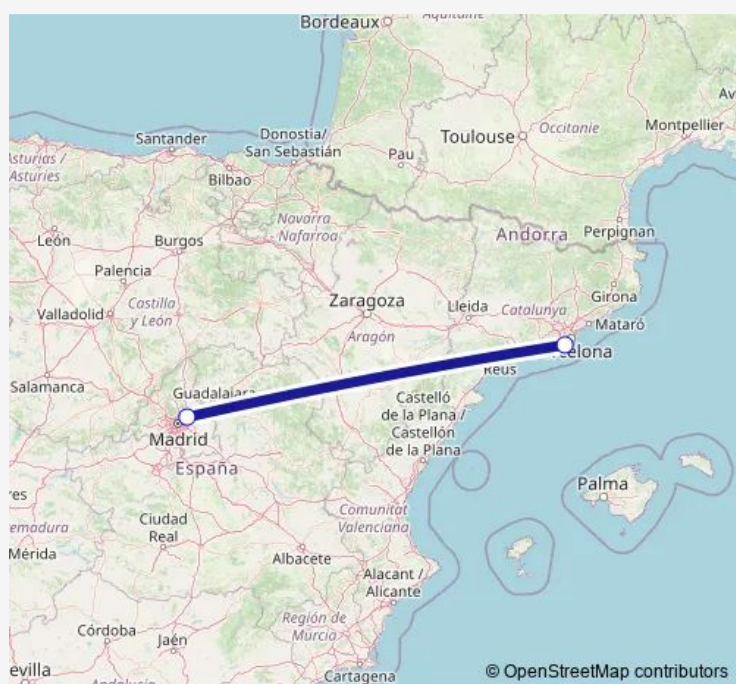 Bordeaux
Aquitaine
Toulouse
Occitanie
Montpellier
Santander
Donostia/
San Sebastián
Asturias /
Asturies
Bilbao
Pau
Navarra
- Nafarroa
León
Burgos
Andorra
Perpignan
Palencia
Castilla
y León
Valladolid
Zaragoza
Aragón
Lleida
Catalunya
Girona
Mataró
Salamanca
Guadalajara
Reus
Barcelona
Madrid
España
Castelló
de la Plana /
Castellón
de la Plana
Palma
Ciudad
Real
Comunitat
Valenciana
Mérida
Albacete
Alacant /
Alicante
Región de
Murcia
Córdoba
Jaén
Cartagena
Andalucía
© OpenStreetMap contributors